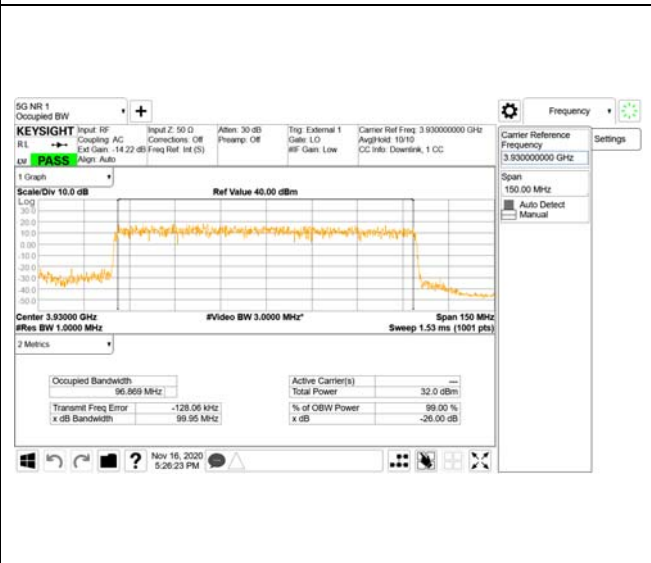 5G NR 1
Occupied BW
Frequency
KEYSIGHT
Input: RF
Coupling: AC
Ext Gain: -14.22 dB
Align: Auto
Input Z: 50 Ω
Corrections: Off
Freq Ref: Int (S)
Atten: 30 dB
Preamp: Off
Trig: External 1
Gate: LO
#IF Gain: Low
Carrier Ref Freq: 3.930000000 GHz
Avg|Hold: 10/10
CC Info: Downlink, 1 CC
RL
PASS
Carrier Reference
Frequency
3.930000000 GHz
Settings
Span
150.00 MHz
Auto Detect
Manual
1 Graph
Scale/Div 10.0 dB
Ref Value 40.00 dBm
Log
30.0
20.0
10.0
0.00
-10.0
-20.0
-30.0
-40.0
-50.0
Center 3.93000 GHz
#Video BW 3.0000 MHz*
Span 150 MHz
#Res BW 1.0000 MHz
Sweep 1.53 ms (1001 pts)
2 Metrics
Occupied Bandwidth
96.869 MHz
Active Carrier(s)
---
Total Power
32.0 dBm
Transmit Freq Error
-128.06 kHz
% of OBW Power
99.00 %
x dB Bandwidth
99.95 MHz
x dB
-26.00 dB
?
Nov 16, 2020
5:26:23 PM